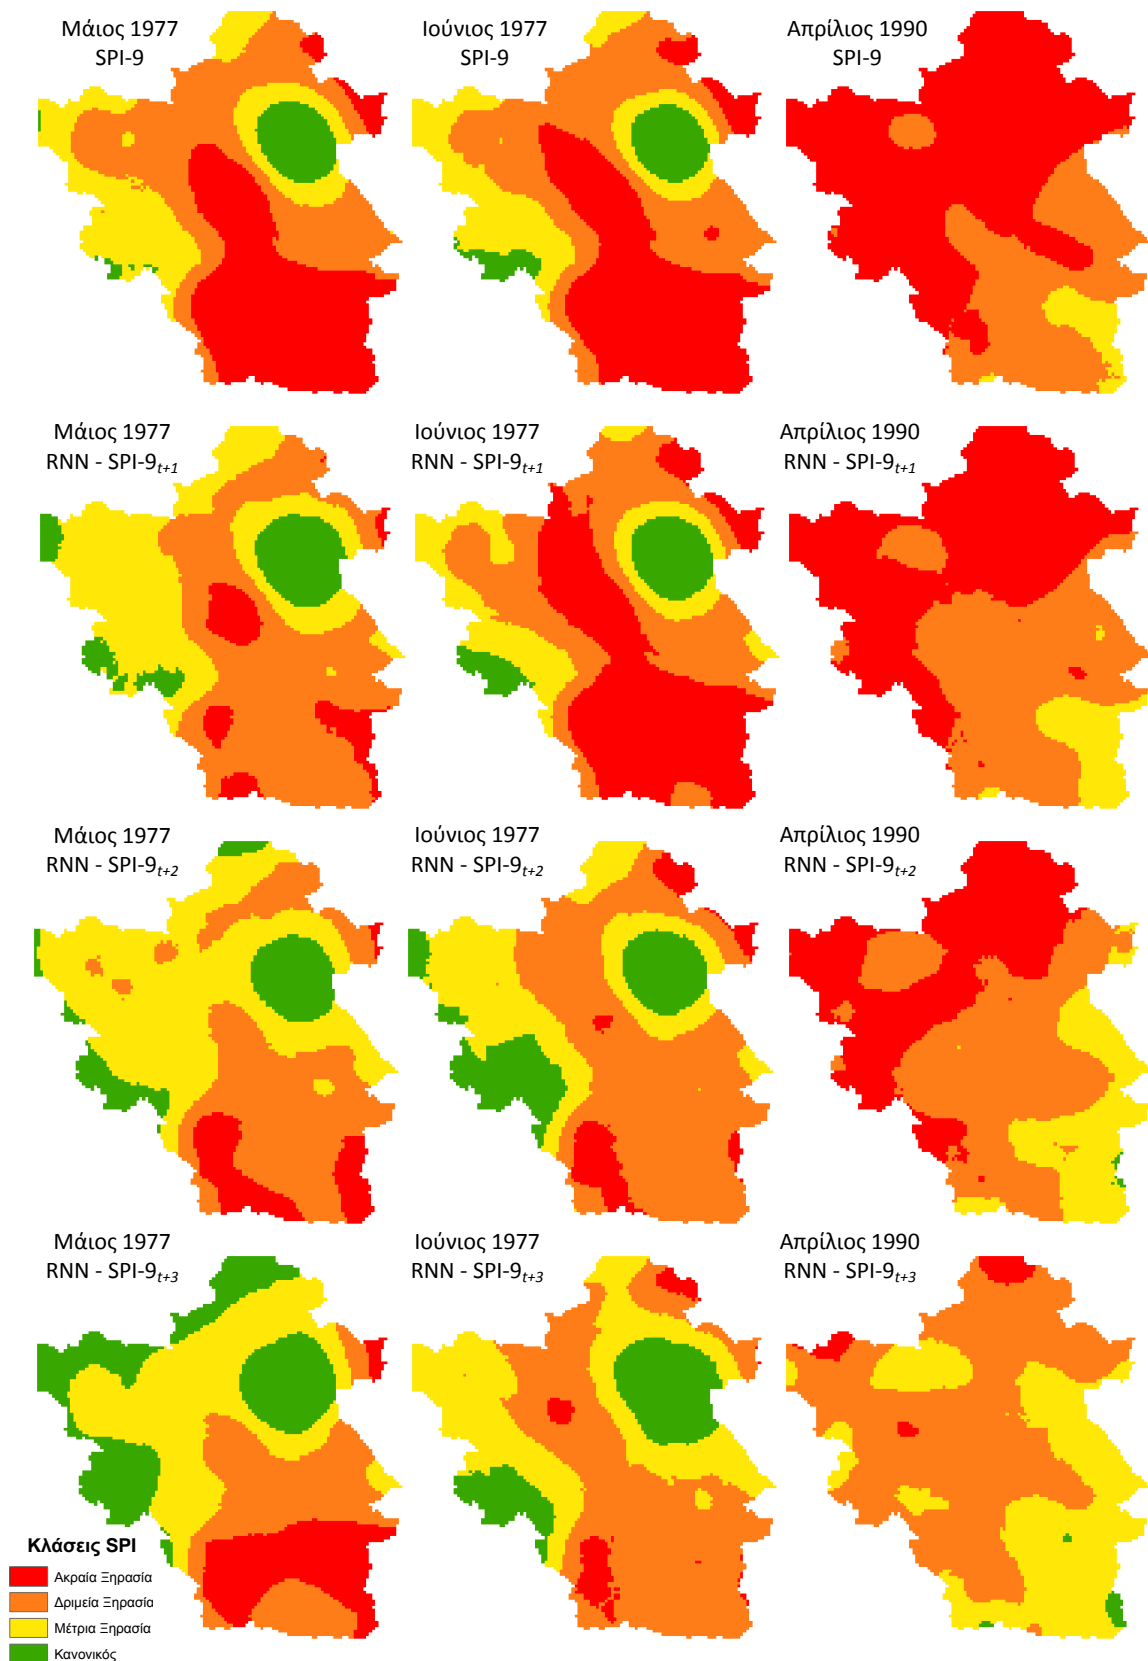 Μάιος 1977
SPI-9
Ιούνιος 1977
SPI-9
Απρίλιος 1990
SPI-9
Μάιος 1977
RNN - SPI-9t+1
Ιούνιος 1977
RNN - SPI-9t+1
Απρίλιος 1990
RNN - SPI-9t+1
Μάιος 1977
RNN - SPI-9t+2
Ιούνιος 1977
RNN - SPI-9t+2
Απρίλιος 1990
RNN - SPI-9t+2
Μάιος 1977
RNN - SPI-9t+3
Ιούνιος 1977
RNN - SPI-9t+3
Απρίλιος 1990
RNN - SPI-9t+3
Κλάσεις SPI
Ακραία Ξηρασία
Δριμεία Ξηρασία
Μέτρια Ξηρασία
Κανονικός